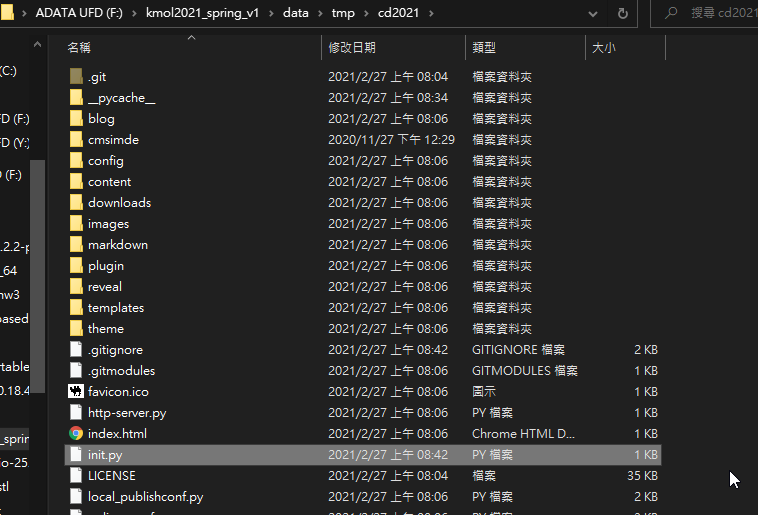 ADATA UFD (F:) › kmol2021_spring_v1 › data › tmp › cd2021 ›
搜尋 cd2021
名稱 修改日期 類型 大小
(C:)
FD (F:)
FD (Y:)
(F:)
.2.2-p
_64
nw3
based
rtable
0.18.4
_sprin
io-25
stl
.git 2021/2/27 上午 08:04 檔案資料夾
__pycache__ 2021/2/27 上午 08:34 檔案資料夾
blog 2021/2/27 上午 08:06 檔案資料夾
cmsimde 2020/11/27 下午 12:29 檔案資料夾
config 2021/2/27 上午 08:06 檔案資料夾
content 2021/2/27 上午 08:06 檔案資料夾
downloads 2021/2/27 上午 08:06 檔案資料夾
images 2021/2/27 上午 08:06 檔案資料夾
markdown 2021/2/27 上午 08:06 檔案資料夾
plugin 2021/2/27 上午 08:06 檔案資料夾
reveal 2021/2/27 上午 08:06 檔案資料夾
templates 2021/2/27 上午 08:06 檔案資料夾
theme 2021/2/27 上午 08:06 檔案資料夾
.gitignore 2021/2/27 上午 08:42 GITIGNORE 檔案 2 KB
.gitmodules 2021/2/27 上午 08:06 GITMODULES 檔案 1 KB
favicon.ico 2021/2/27 上午 08:06 圖示 1 KB
http-server.py 2021/2/27 上午 08:06 PY 檔案 1 KB
index.html 2021/2/27 上午 08:06 Chrome HTML D... 1 KB
init.py 2021/2/27 上午 08:42 PY 檔案 1 KB
LICENSE 2021/2/27 上午 08:04 檔案 35 KB
local_publishconf.py 2021/2/27 上午 08:06 PY 檔案 2 KB